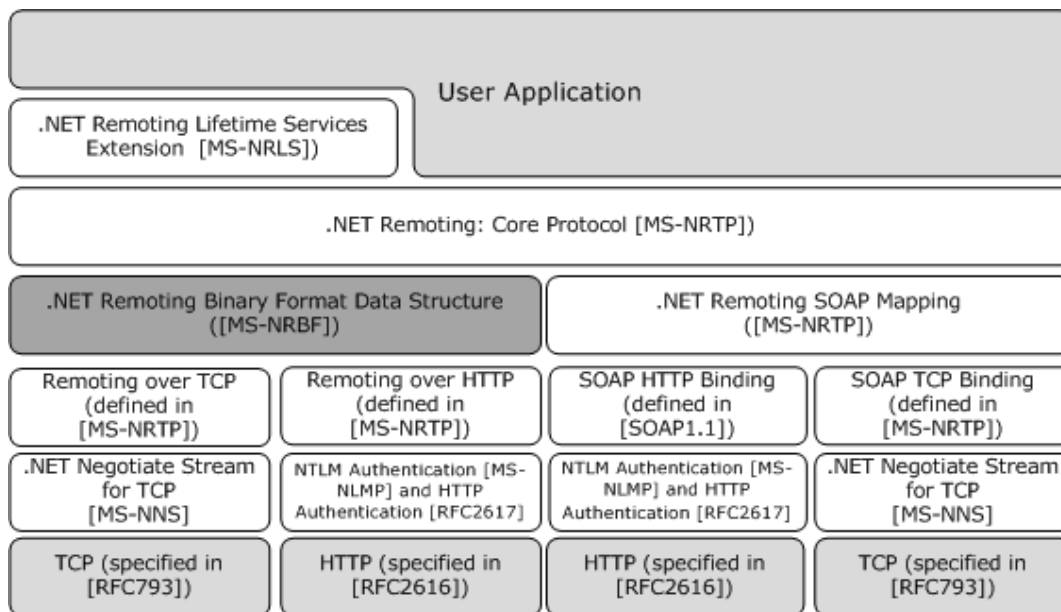 User Application
.NET Remoting Lifetime Services
Extension [MS-NRLS])
.NET Remoting: Core Protocol [MS-NRTP])
.NET Remoting Binary Format Data Structure
([MS-NRBF])
.NET Remoting SOAP Mapping
([MS-NRTP])
Remoting over TCP
(defined in
[MS-NRTP])
Remoting over HTTP
(defined in
[MS-NRTP])
SOAP HTTP Binding
(defined in
[SOAP1.1])
SOAP TCP Binding
(defined in
[MS-NRTP])
.NET Negotiate Stream
for TCP
[MS-NNS]
NTLM Authentication [MS-
NLMP] and HTTP
Authentication [RFC2617]
NTLM Authentication [MS-
NLMP] and HTTP
Authentication [RFC2617]
.NET Negotiate Stream
for TCP
[MS-NNS]
TCP (specified in
[RFC793])
HTTP (specified in
[RFC2616])
HTTP (specified in
[RFC2616])
TCP (specified in
[RFC793])